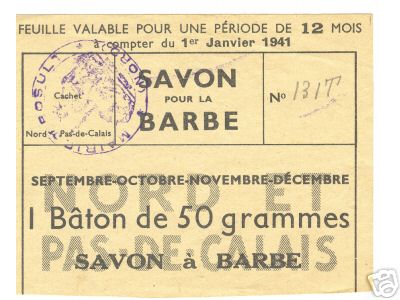 FEUILLE VALABLE POUR UNE PÉRIODE DE 12 MOIS
à compter du 1er Janvier 1941
Cachet
Nord Pas-de-Calais
SAVON
POUR LA
BARBE
No 1317
SEPTEMBRE-OCTOBRE-NOVEMBRE-DÉCEMBRE
NORD ET
1 Bâton de 50 grammes
PAS-DE-CALAIS
SAVON à BARBE